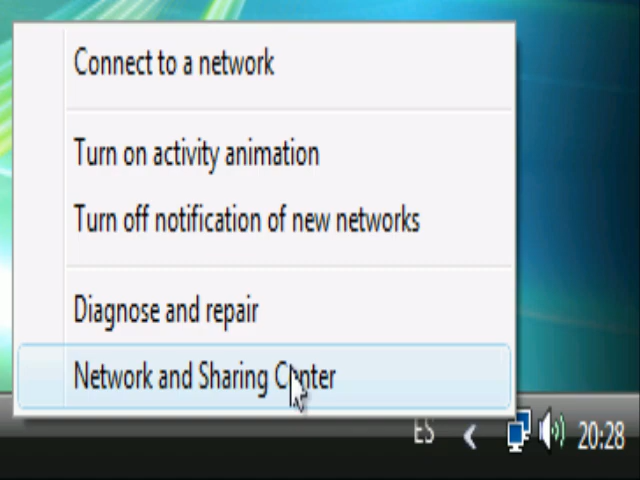 Connect to a network
Turn on activity animation
Turn off notification of new networks
Diagnose and repair
Network and Sharing Center
ES
20:28